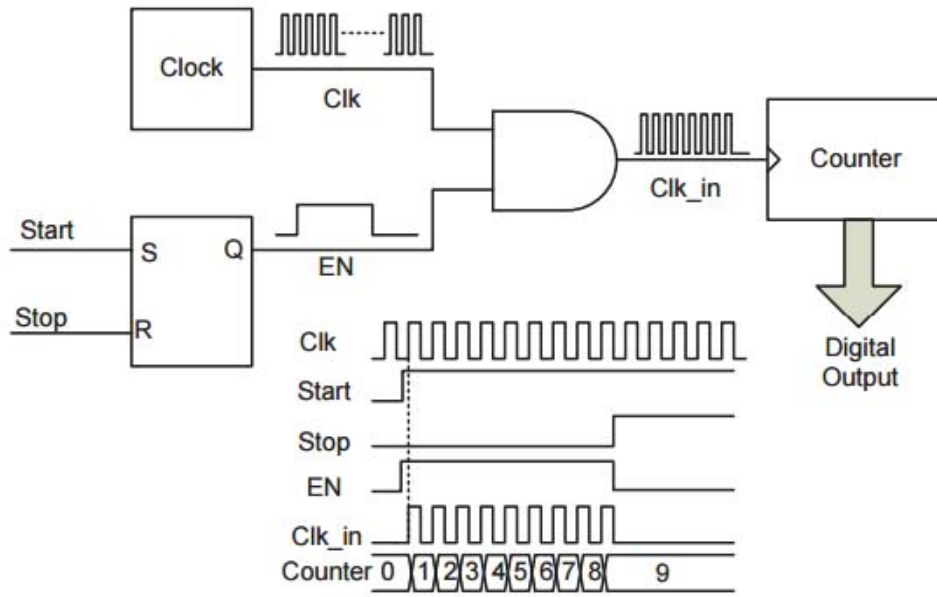 Clock
Clk
Clk_in
Counter
Start
S
Q
EN
Stop
R
Digital
Output
Clk
Start
Stop
EN
Clk_in
Counter 0 1 2 3 4 5 6 7 8 9